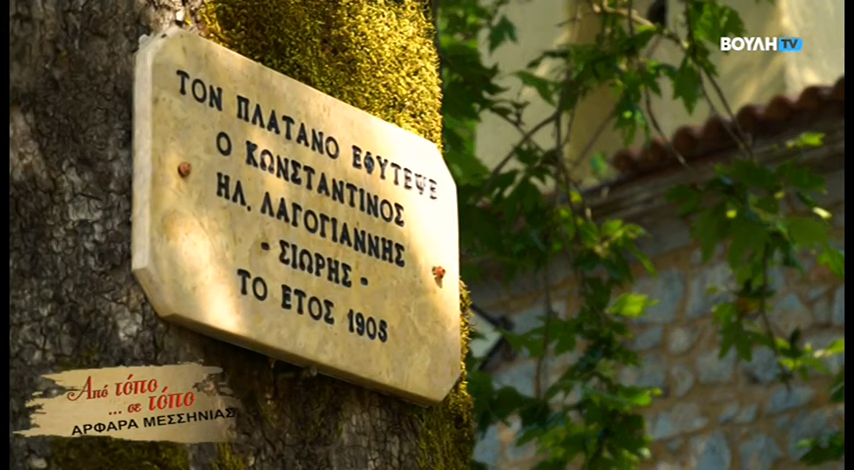 ΒΟΥΛΗ TV
ΤΟΝ ΠΛΑΤΑΝΟ ΕΦΥΤΕΨΕ
Ο ΚΩΝΣΤΑΝΤΙΝΟΣ
ΗΛ. ΛΑΓΟΓΙΑΝΝΗΣ
- ΣΙΩΡΗΣ -
ΤΟ ΕΤΟΣ 1905
Από τόπο
... σε τόπο
ΑΡΦΑΡΑ ΜΕΣΣΗΝΙΑΣ